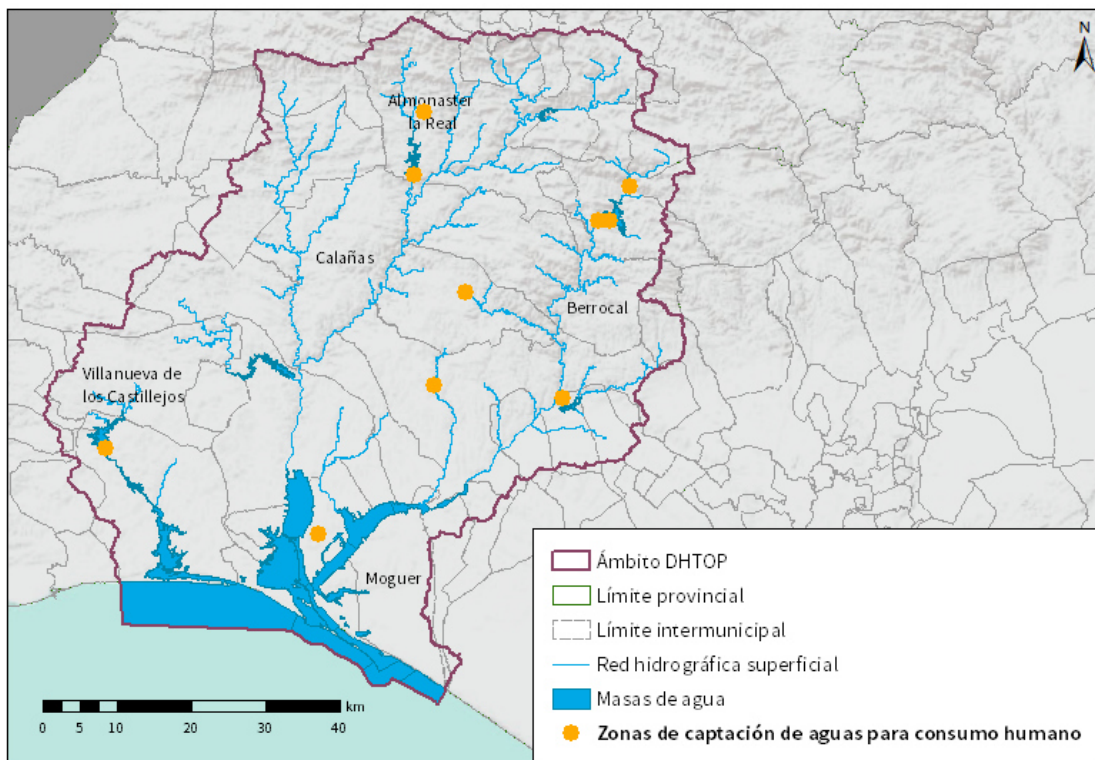 N
Almonaster
la Real
Calañas
Berrocal
Villanueva de
los Castillejos
Moguer
km
0 5 10 20 30 40
Ámbito DHTOP
Límite provincial
Límite intermunicipal
Red hidrográfica superficial
Masas de agua
Zonas de captación de aguas para consumo humano